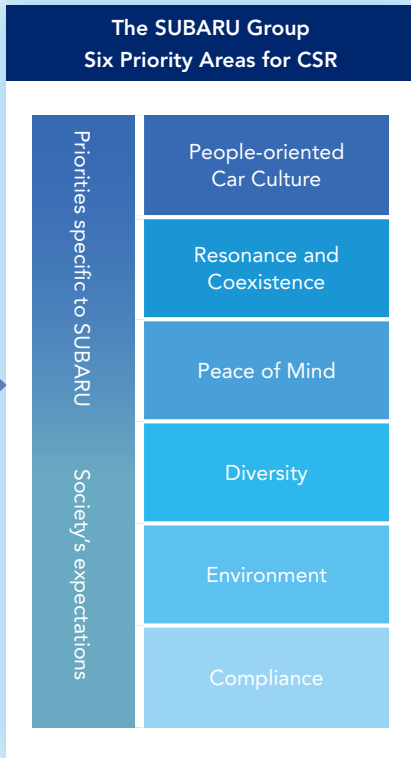 The SUBARU Group
Six Priority Areas for CSR
Priorities specific to SUBARU
Society’s expectations
People-oriented
Car Culture
Resonance and
Coexistence
Peace of Mind
Diversity
Environment
Compliance